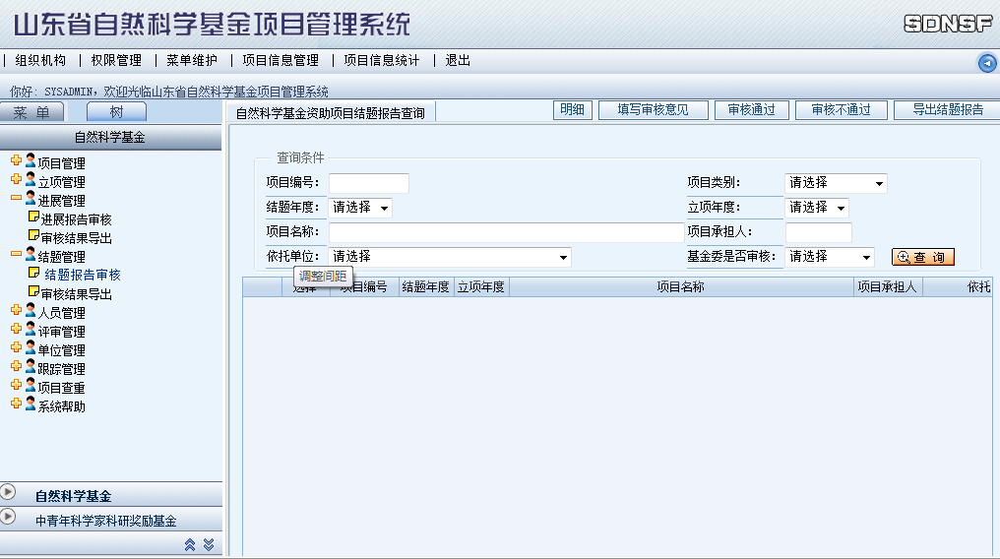 山东省自然科学基金项目管理系统
SDNSF
| 组织机构 | 权限管理 | 菜单维护 | 项目信息管理 | 项目信息统计 | 退出
你好: SYSADMIN，欢迎光临山东省自然科学基金项目管理系统
菜 单
树
自然科学基金
项目管理
立项管理
进展管理
进展报告审核
审核结果导出
结题管理
结题报告审核
审核结果导出
人员管理
评审管理
单位管理
跟踪管理
项目查重
系统帮助
自然科学基金
中青年科学家科研奖励基金
自然科学基金资助项目结题报告查询
明细 填写审核意见 审核通过 审核不通过 导出结题报告
查询条件
项目编号： 项目类别： 请选择
结题年度： 请选择 立项年度： 请选择
项目名称： 项目承担人：
依托单位： 请选择 基金委是否审核： 请选择 查 询
调整间距
选择 项目编号 结题年度 立项年度 项目名称 项目承担人 依托